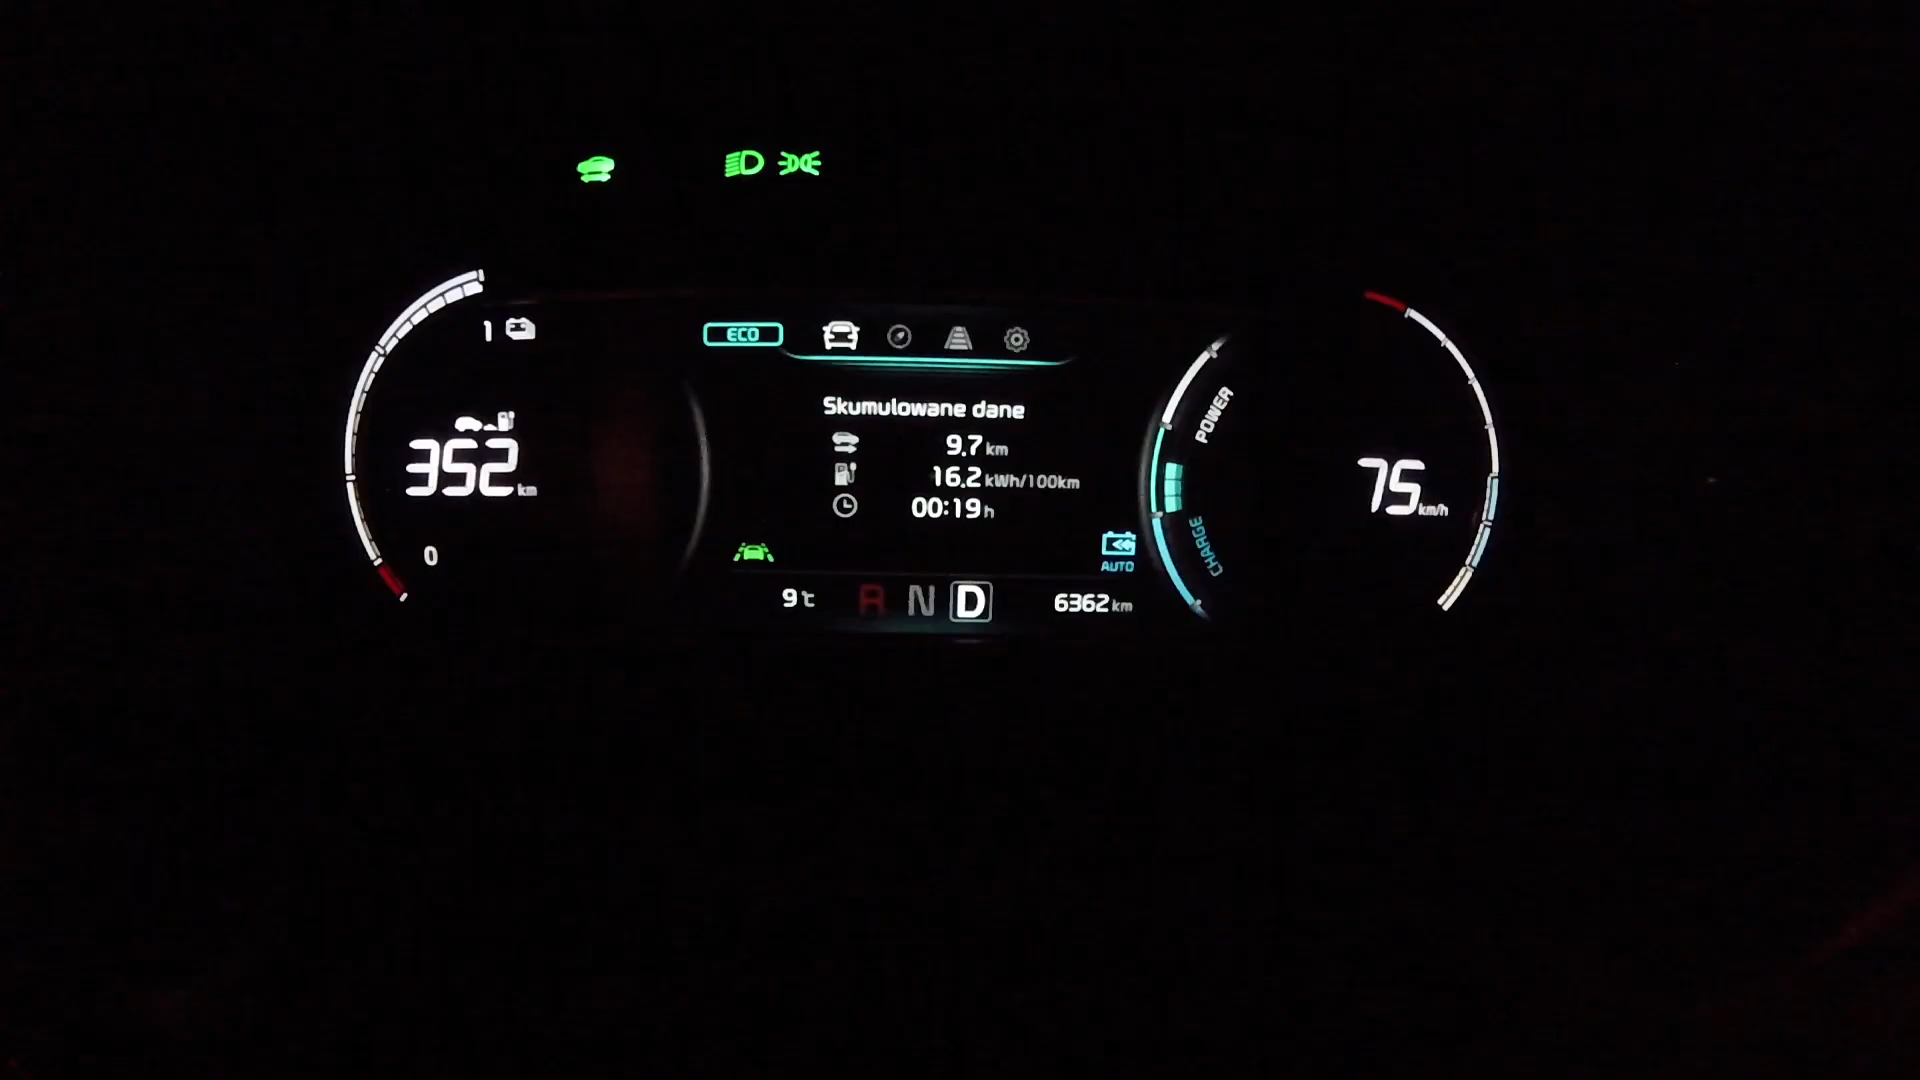 1
ECO
Skumulowane dane
9.7 km
16.2 kWh/100km
00:19 h
352 km
0
POWER
CHARGE
75 km/h
AUTO
9℃
R N D
6362 km